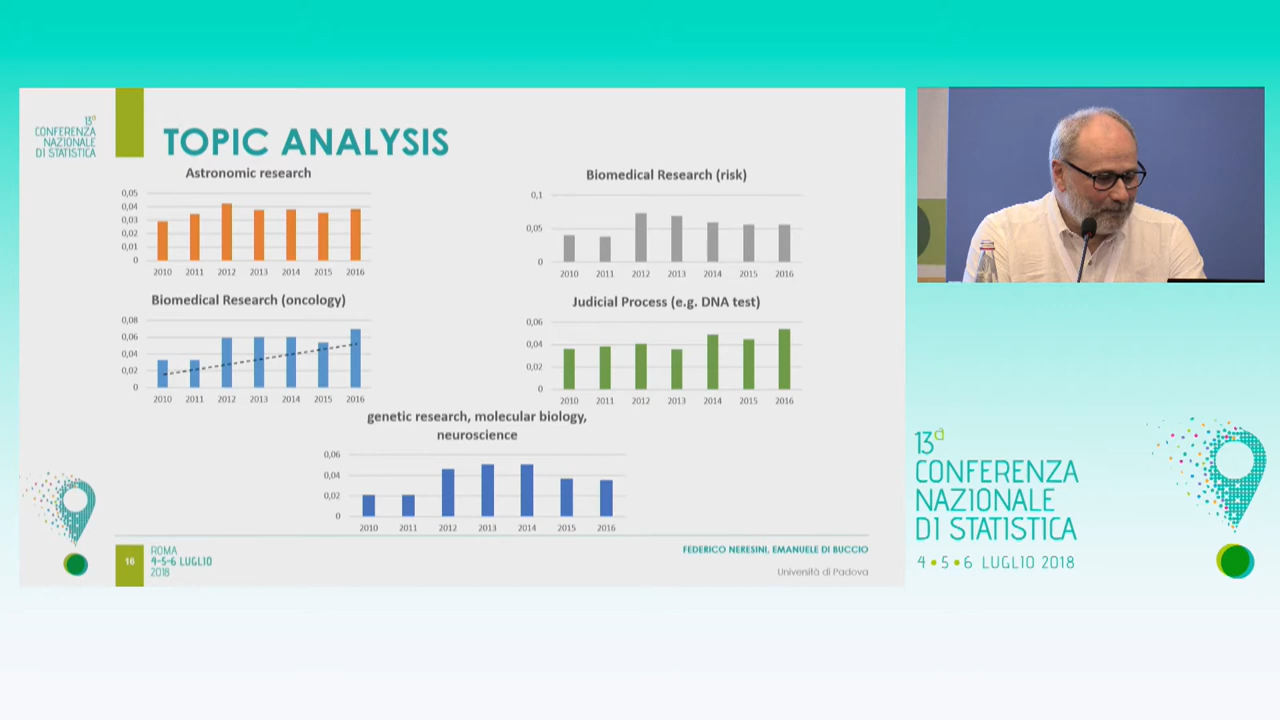 13a
CONFERENZA
NAZIONALE
DI STATISTICA
TOPIC ANALYSIS
Astronomic research
0,05
0,04
0,03
0,02
0,01
0
2010 2011 2012 2013 2014 2015 2016
Biomedical Research (risk)
0,1
0,05
0
2010 2011 2012 2013 2014 2015 2016
Biomedical Research (oncology)
0,08
0,06
0,04
0,02
0
2010 2011 2012 2013 2014 2015 2016
Judicial Process (e.g. DNA test)
0,06
0,04
0,02
0
2010 2011 2012 2013 2014 2015 2016
genetic research, molecular biology,
neuroscience
0,06
0,04
0,02
0
2010 2011 2012 2013 2014 2015 2016
16
ROMA
4-5-6 LUGLIO
2018
FEDERICO NERESINI, EMANUELE DI BUCCIO
Università di Padova
13a
CONFERENZA
NAZIONALE
DI STATISTICA
4 • 5 • 6 LUGLIO 2018